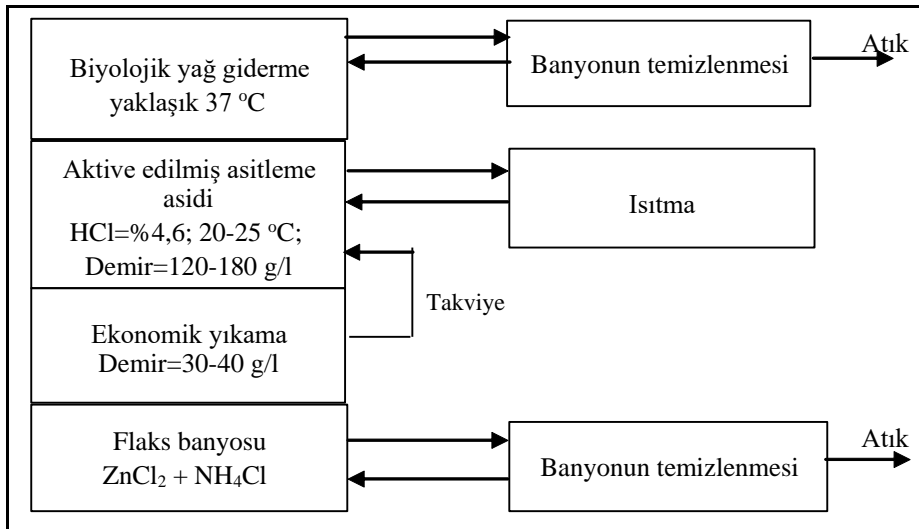 Biyolojik yağ giderme
yaklaşık 37 ºC
Banyonun temizlenmesi
Atık
Aktive edilmiş asitleme
asidi
HCl=%4,6; 20-25 ºC;
Demir=120-180 g/l
Isıtma
Takviye
Ekonomik yıkama
Demir=30-40 g/l
Flaks banyosu
ZnCl₂ + NH₄Cl
Banyonun temizlenmesi
Atık